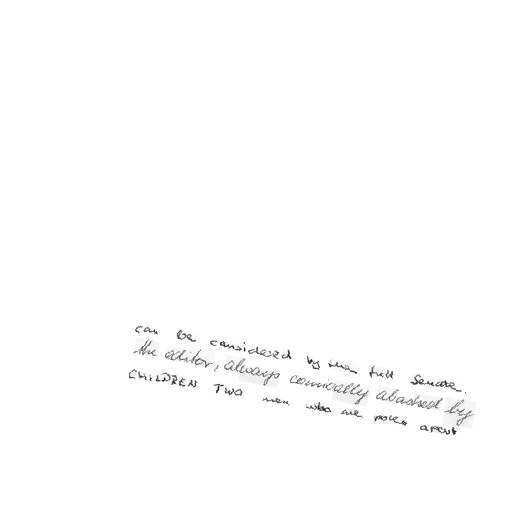 can be considered by the full Senate.
the editor, always comically abashed by
CHILDREN TWO men who are poles apart